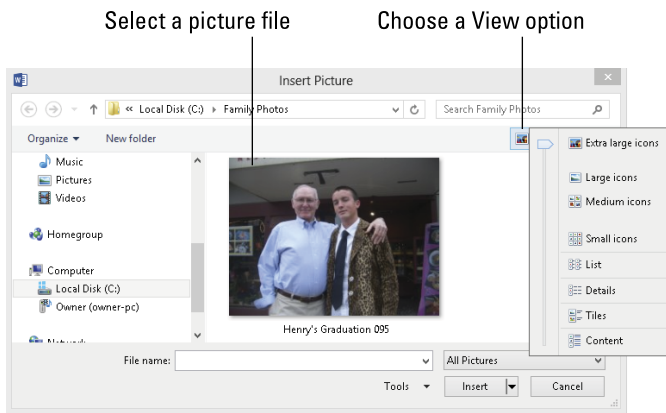 Select a picture file
Choose a View option
Insert Picture
« Local Disk (C:) ▸ Family Photos
Search Family Photos
Organize
New folder
Music
Pictures
Videos
Homegroup
Computer
Local Disk (C:)
Owner (owner-pc)
Henry's Graduation 095
Extra large icons
Large icons
Medium icons
Small icons
List
Details
Tiles
Content
File name:
All Pictures
Tools
Insert
Cancel